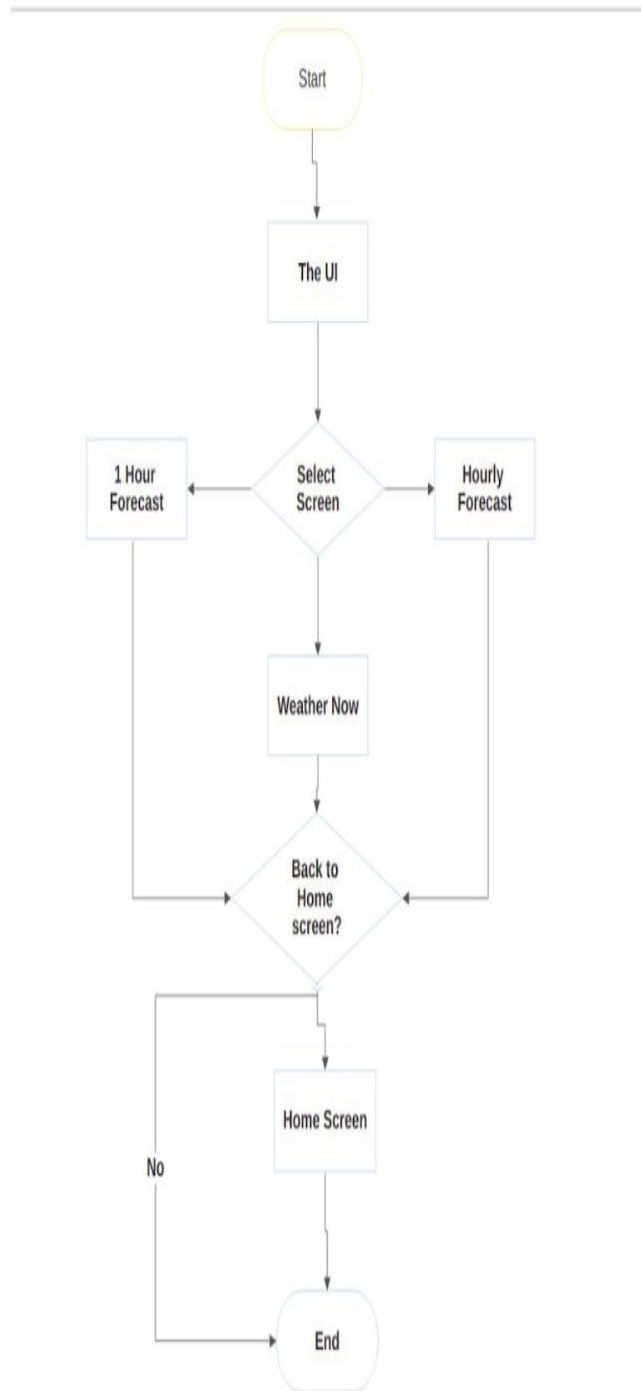 Start
The UI
1 Hour
Forecast
Select
Screen
Hourly
Forecast
Weather Now
Back to
Home
screen?
Home Screen
No
End